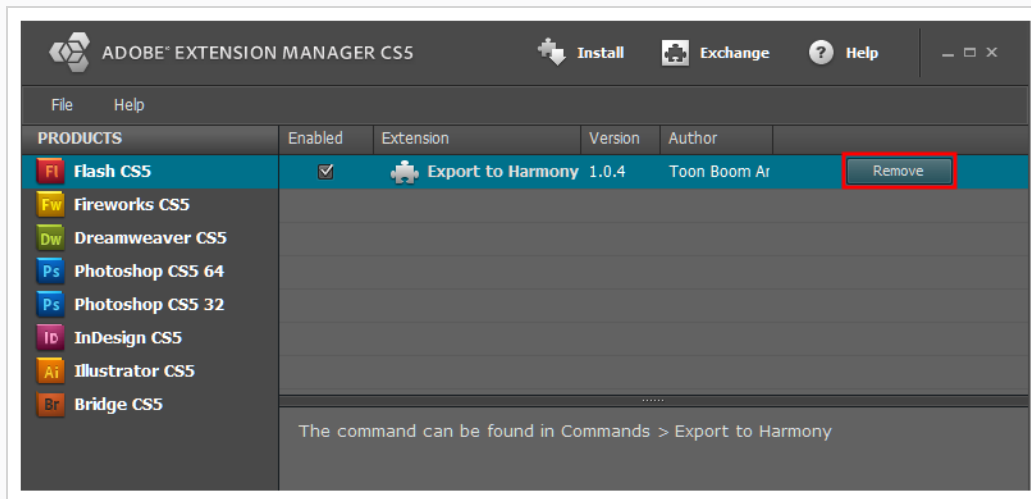 ADOBE® EXTENSION MANAGER CS5 Install Exchange ? Help
File Help
PRODUCTS Enabled Extension Version Author
Fl Flash CS5 Export to Harmony 1.0.4 Toon Boom Ar Remove
Fw Fireworks CS5
Dw Dreamweaver CS5
Ps Photoshop CS5 64
Ps Photoshop CS5 32
ID InDesign CS5
Ai Illustrator CS5
Br Bridge CS5
The command can be found in Commands > Export to Harmony